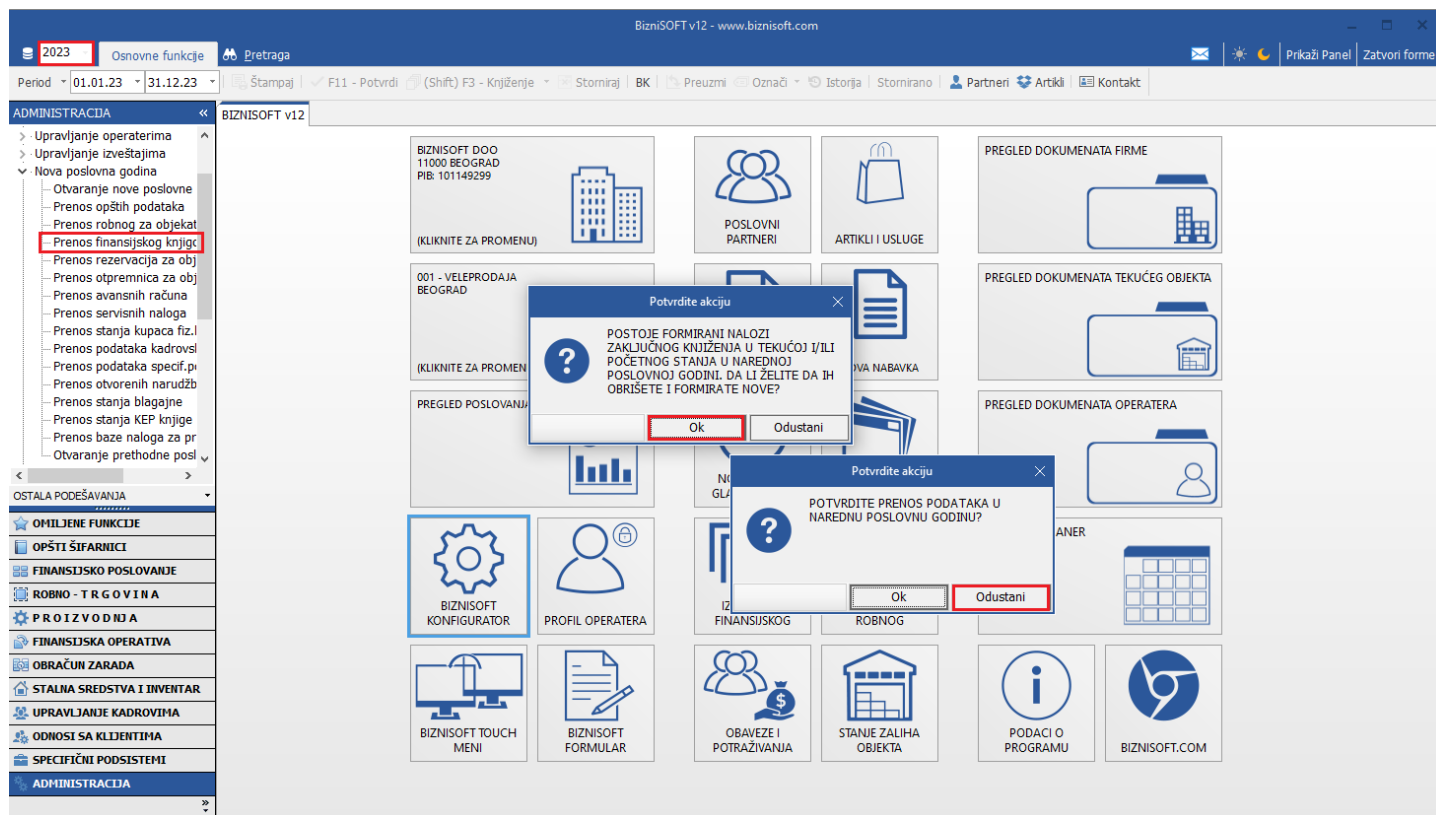 BizniSOFT v12 - www.biznisoft.com
2023
Osnovne funkcije
Pretraga
Prikaži Panel
Zatvori forme
Period
01.01.23
31.12.23
Štampaj
F11 - Potvrdi
(Shift) F3 - Knjiženje
Storniraj
BK
Preuzmi
Označi
Istorija
Stornirano
Partneri
Artikli
Kontakt
ADMINISTRACIJA
BIZNISOFT v12
Upravljanje operaterima
Upravljanje izveštajima
Nova poslovna godina
Otvaranje nove poslovne
Prenos opštih podataka
Prenos robnog za objekat
Prenos finansijskog knjigo
Prenos rezervacija za obj
Prenos otpremnica za obj
Prenos avansnih računa
Prenos servisnih naloga
Prenos stanja kupaca fiz.l
Prenos podataka kadrovsl
Prenos podataka specif.po
Prenos otvorenih narudžb
Prenos stanja blagajne
Prenos stanja KEP knjige
Prenos baze naloga za pr
Otvaranje prethodne posl
OSTALA PODEŠAVANJA
OMILJENE FUNKCIJE
OPŠTI ŠIFARNICI
FINANSIJSKO POSLOVANJE
ROBNO - T R G O V I N A
P R O I Z V O D NJ A
FINANSIJSKA OPERATIVA
OBRAČUN ZARADA
STALNA SREDSTVA I INVENTAR
UPRAVLJANJE KADROVIMA
ODNOSI SA KLIJENTIMA
SPECIFIČNI PODSISTEMI
ADMINISTRACIJA
BIZNISOFT DOO
11000 BEOGRAD
PIB: 101149299
(KLIKNITE ZA PROMENU)
POSLOVNI
PARTNERI
ARTIKLI I USLUGE
PREGLED DOKUMENATA FIRME
001 - VELEPRODAJA
BEOGRAD
(KLIKNITE ZA PROMEN
OVA NABAVKA
PREGLED DOKUMENATA TEKUĆEG OBJEKTA
Potvrdite akciju
POSTOJE FORMIRANI NALOZI
ZAKLJUČNOG KNJIŽENJA U TEKUĆOJ I/ILI
POČETNOG STANJA U NAREDNOJ
POSLOVNOJ GODINI. DA LI ŽELITE DA IH
OBRIŠETE I FORMIRATE NOVE?
Ok
Odustani
PREGLED POSLOVANJ
PREGLED DOKUMENATA OPERATERA
Potvrdite akciju
POTVRDITE PRENOS PODATAKA U
NAREDNU POSLOVNU GODINU?
Ok
Odustani
BIZNISOFT
KONFIGURATOR
PROFIL OPERATERA
FINANSIJSKOG
ROBNOG
ANER
BIZNISOFT TOUCH
MENI
BIZNISOFT
FORMULAR
OBAVEZE I
POTRAŽIVANJA
STANJE ZALIHA
OBJEKTA
PODACI O
PROGRAMU
BIZNISOFT.COM